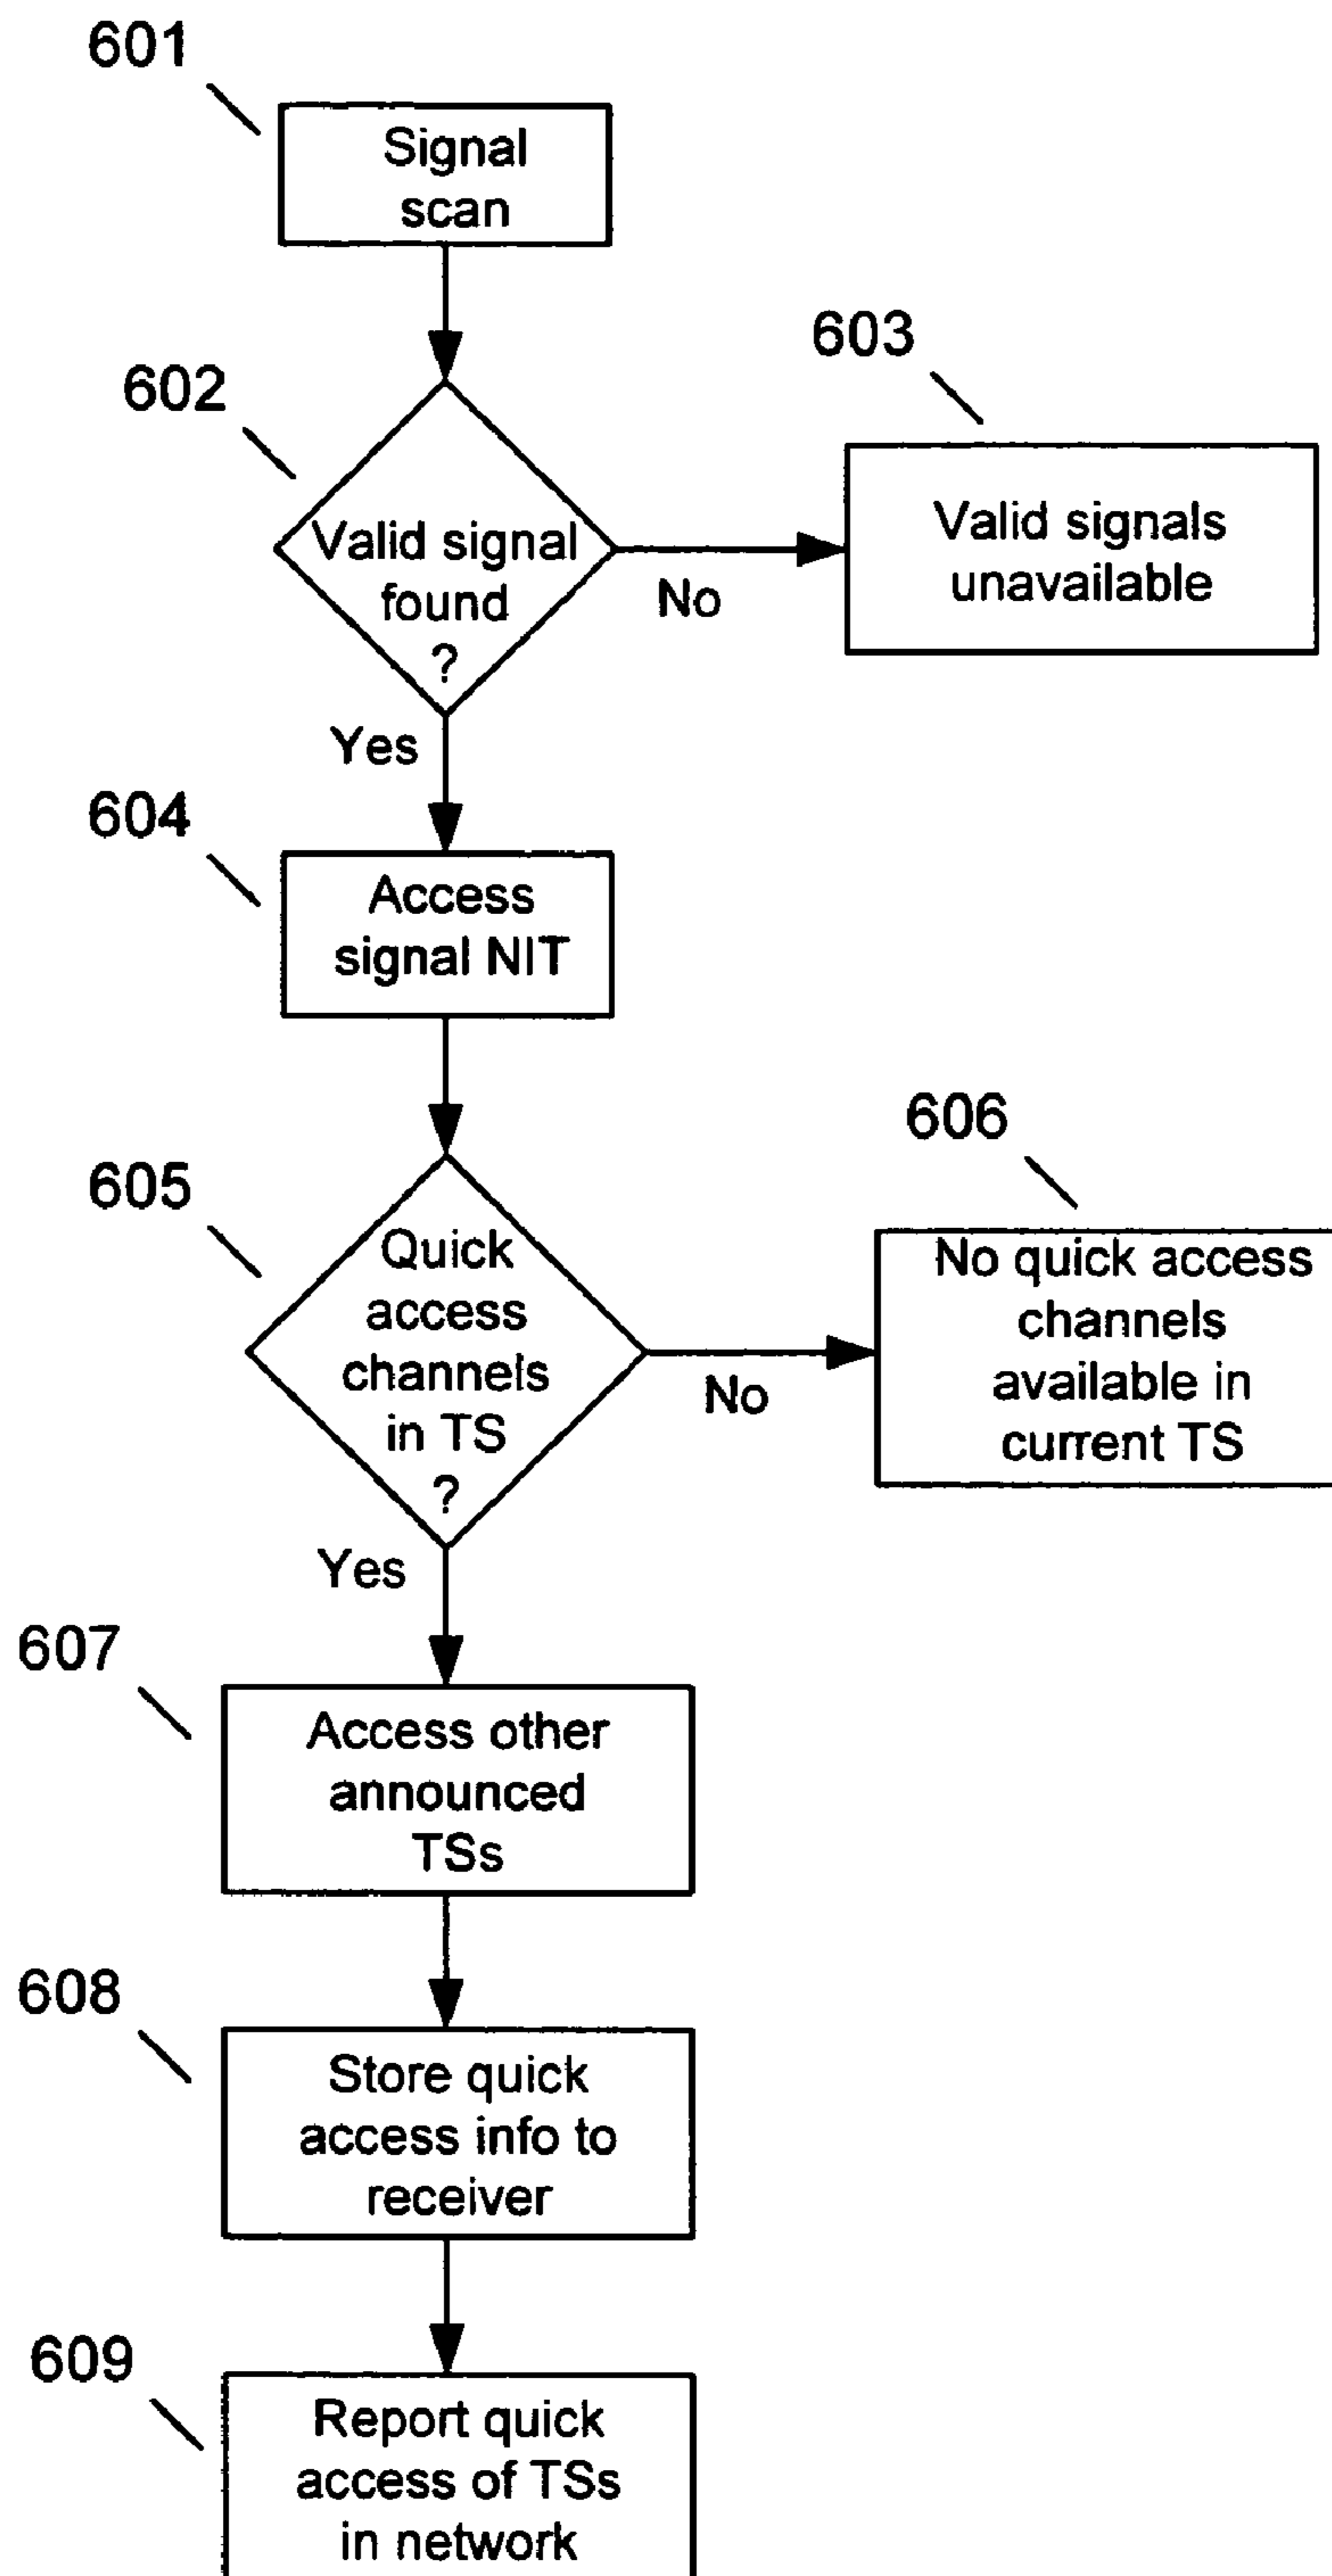 601
Signal
scan
602
603
Valid signal
found
?
No
Valid signals
unavailable
Yes
604
Access
signal NIT
605
606
Quick
access
channels
in TS
?
No
No quick access
channels
available in
current TS
Yes
607
Access other
announced
TSs
608
Store quick
access info to
receiver
609
Report quick
access of TSs
in network